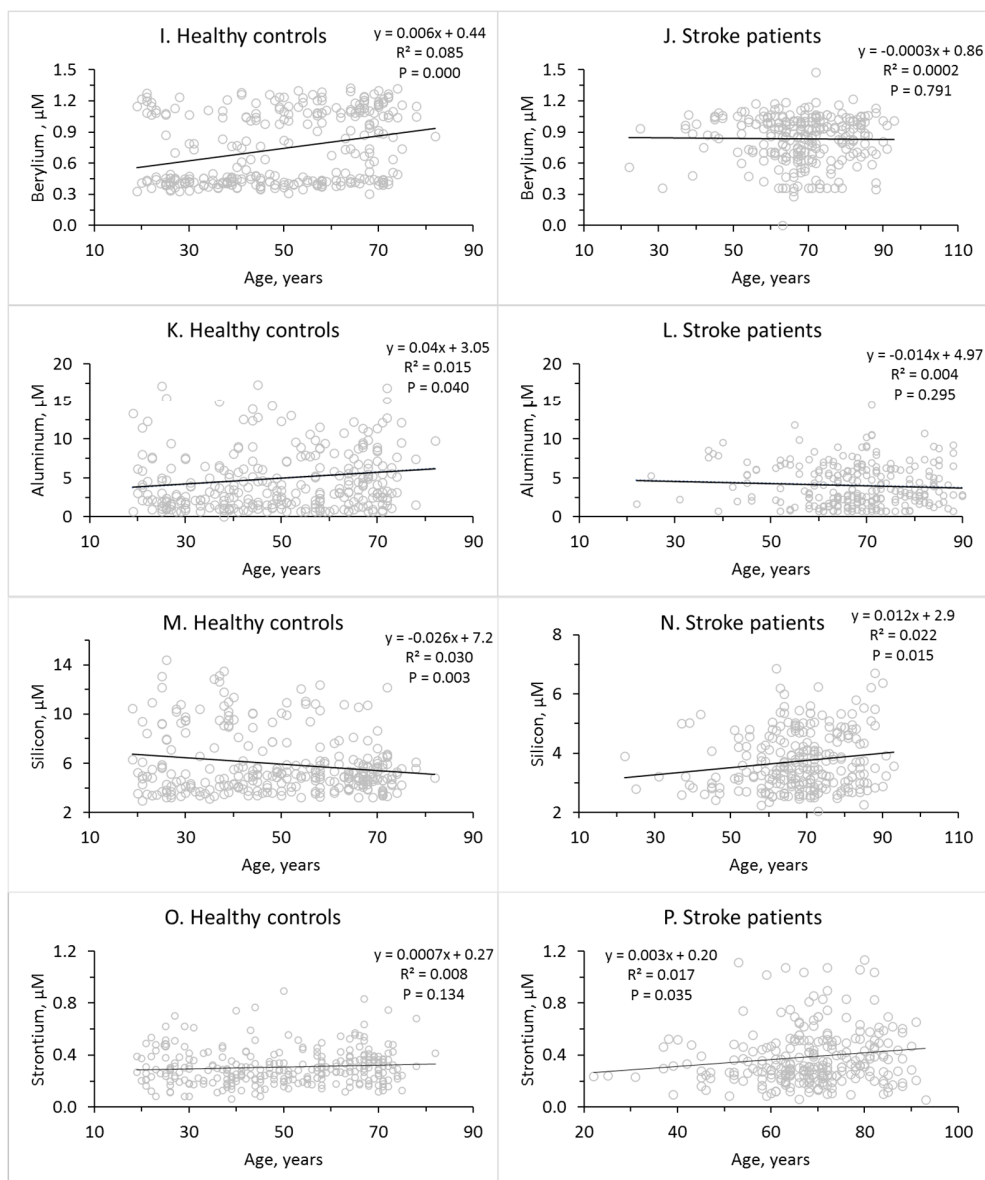 I. Healthy controls
y = 0.006x + 0.44
R² = 0.085
P = 0.000
Berylium, µM
1.5
1.2
0.9
0.6
0.3
0.0
10 30 50 70 90
Age, years
J. Stroke patients
y = -0.0003x + 0.86
R² = 0.0002
P = 0.791
Berylium, µM
1.5
1.2
0.9
0.6
0.3
0.0
10 30 50 70 90 110
Age, years
K. Healthy controls
y = 0.04x + 3.05
R² = 0.015
P = 0.040
Aluminum, µM
20
15
10
5
0
10 30 50 70 90
Age, years
L. Stroke patients
y = -0.014x + 4.97
R² = 0.004
P = 0.295
Aluminum, µM
20
15
10
5
0
10 30 50 70 90
Age, years
M. Healthy controls
y = -0.026x + 7.2
R² = 0.030
P = 0.003
Silicon, µM
14
10
6
2
10 30 50 70 90
Age, years
N. Stroke patients
y = 0.012x + 2.9
R² = 0.022
P = 0.015
Silicon, µM
8
6
4
2
10 30 50 70 90 110
Age, years
O. Healthy controls
y = 0.0007x + 0.27
R² = 0.008
P = 0.134
Strontium, µM
1.2
0.8
0.4
0.0
10 30 50 70 90
Age, years
P. Stroke patients
y = 0.003x + 0.20
R² = 0.017
P = 0.035
Strontium, µM
1.2
0.8
0.4
0.0
20 40 60 80 100
Age, years